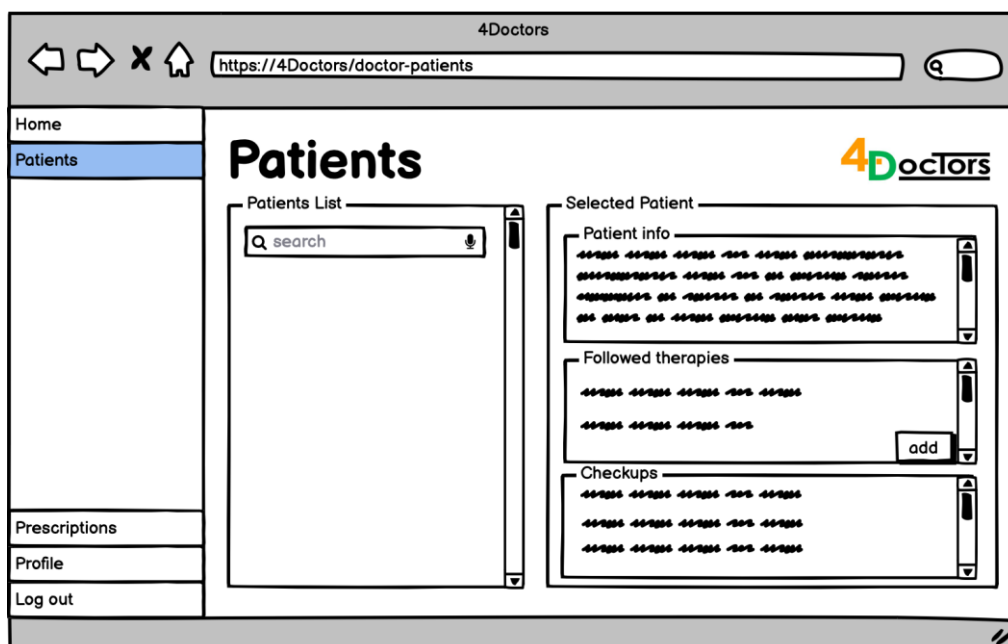 4Doctors
https://4Doctors/doctor-patients
Home
Patients
Prescriptions
Profile
Log out
Patients
4Doctors
Patients List
search
Selected Patient
Patient info
Followed therapies
add
Checkups